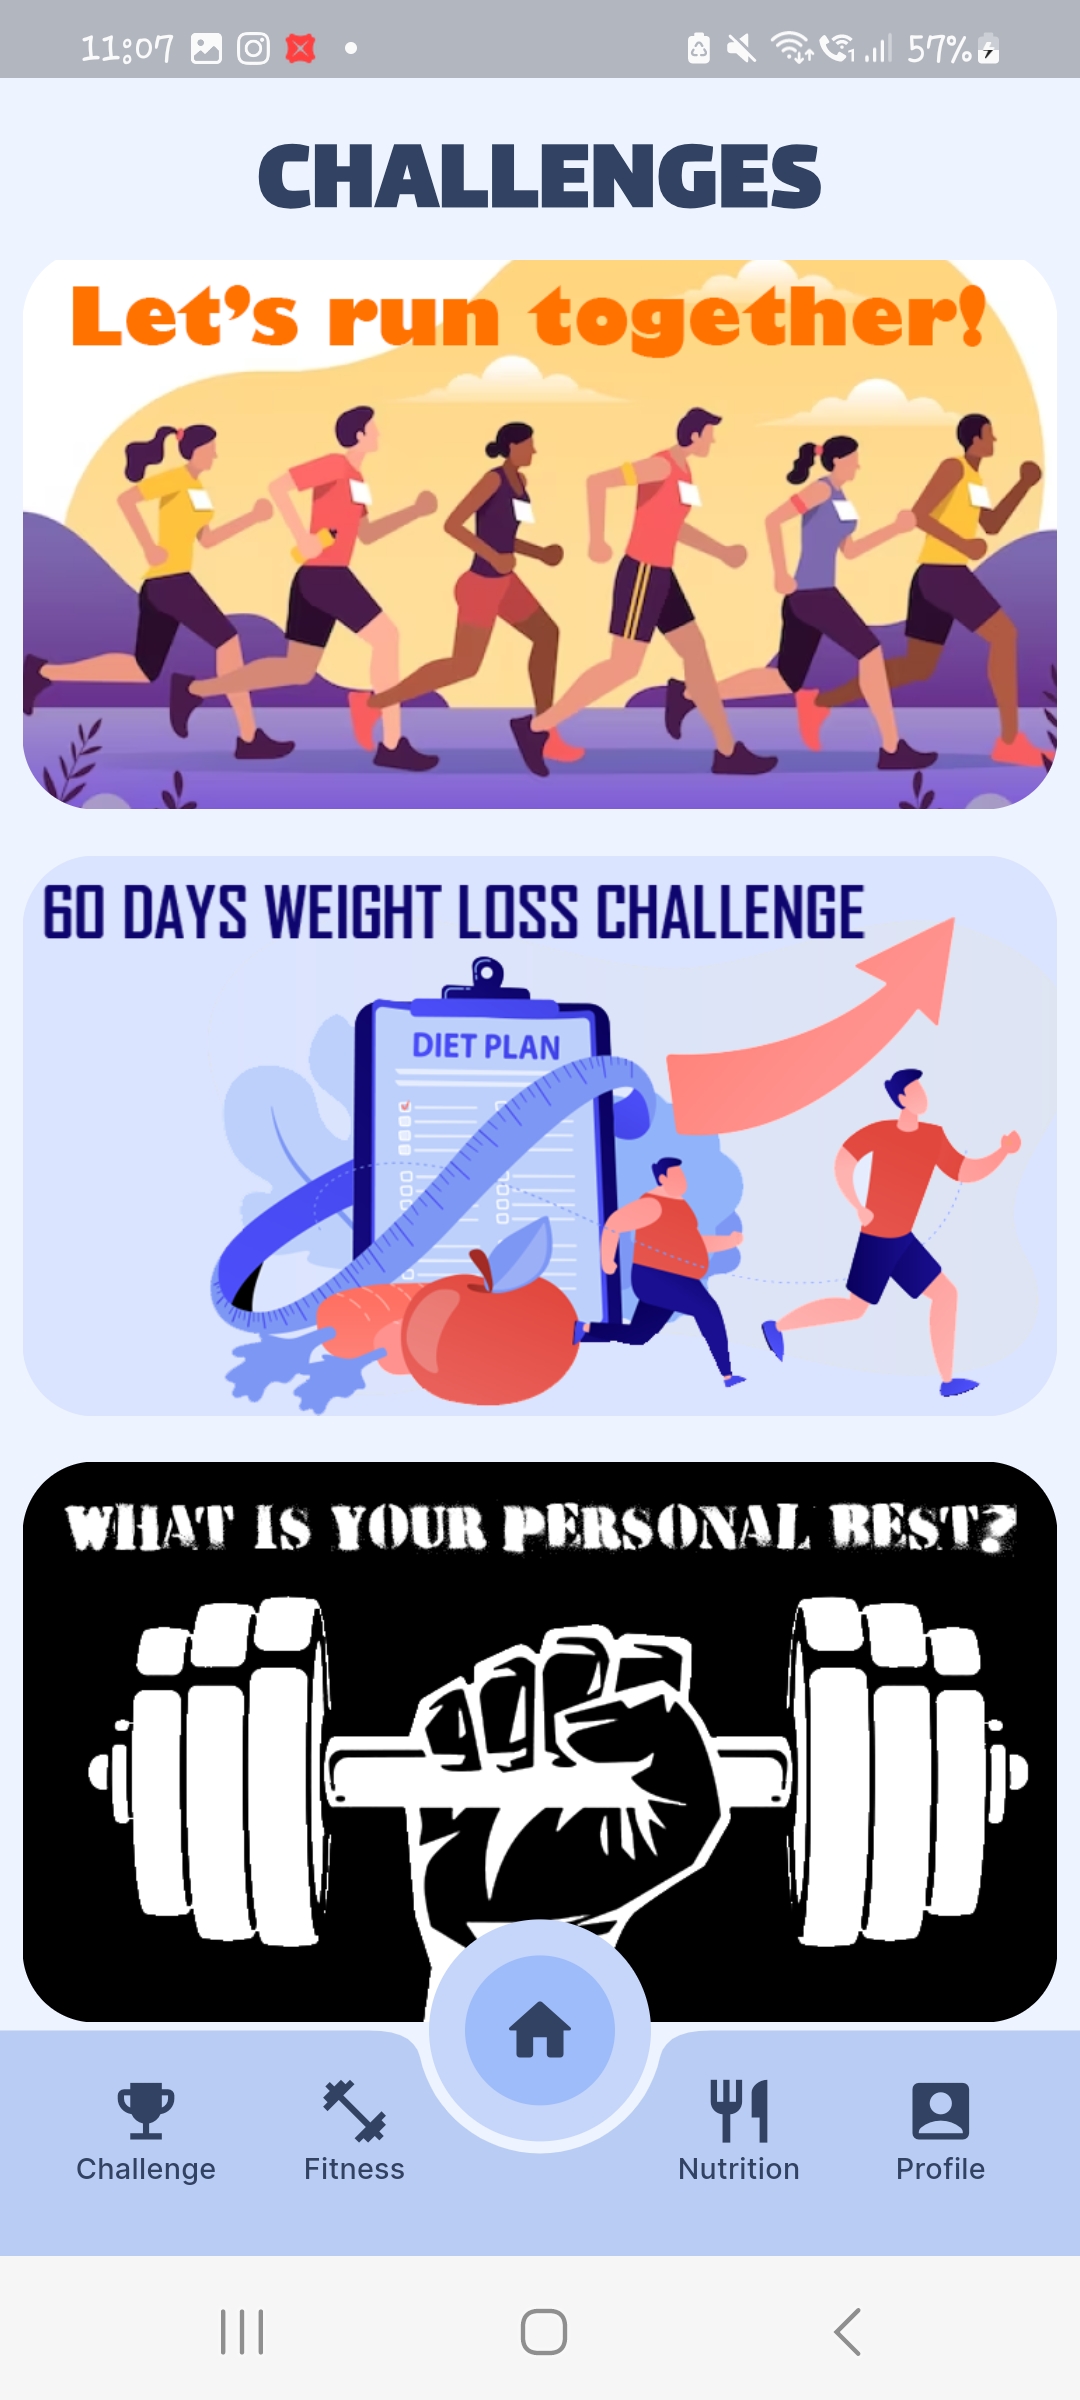 11:07
57%
CHALLENGES
Let's run together!
60 DAYS WEIGHT LOSS CHALLENGE
DIET PLAN
WHAT IS YOUR PERSONAL BEST?
Challenge
Fitness
Nutrition
Profile